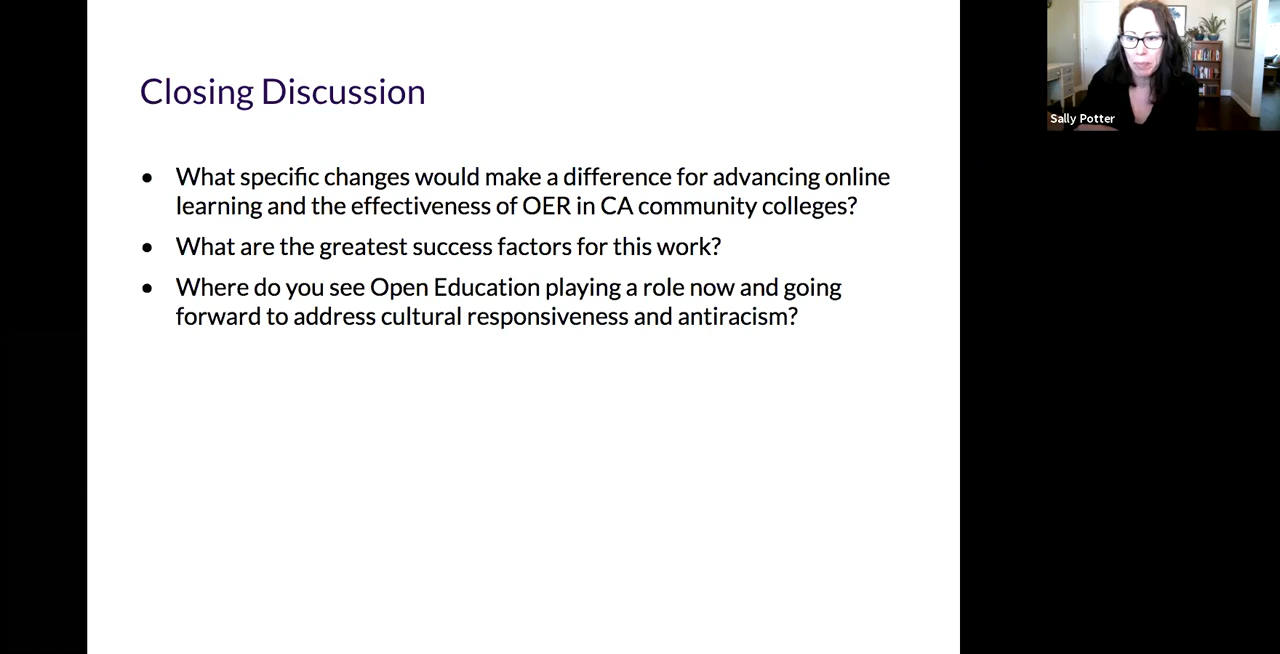 Closing Discussion
• What specific changes would make a difference for advancing online
learning and the effectiveness of OER in CA community colleges?
• What are the greatest success factors for this work?
• Where do you see Open Education playing a role now and going
forward to address cultural responsiveness and antiracism?
Sally Potter